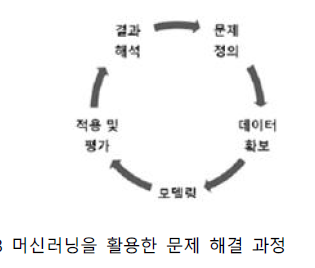 결과
해석
문제
정의
데이터
확보
모델링
적용 및
평가
3 머신러닝을 활용한 문제 해결 과정